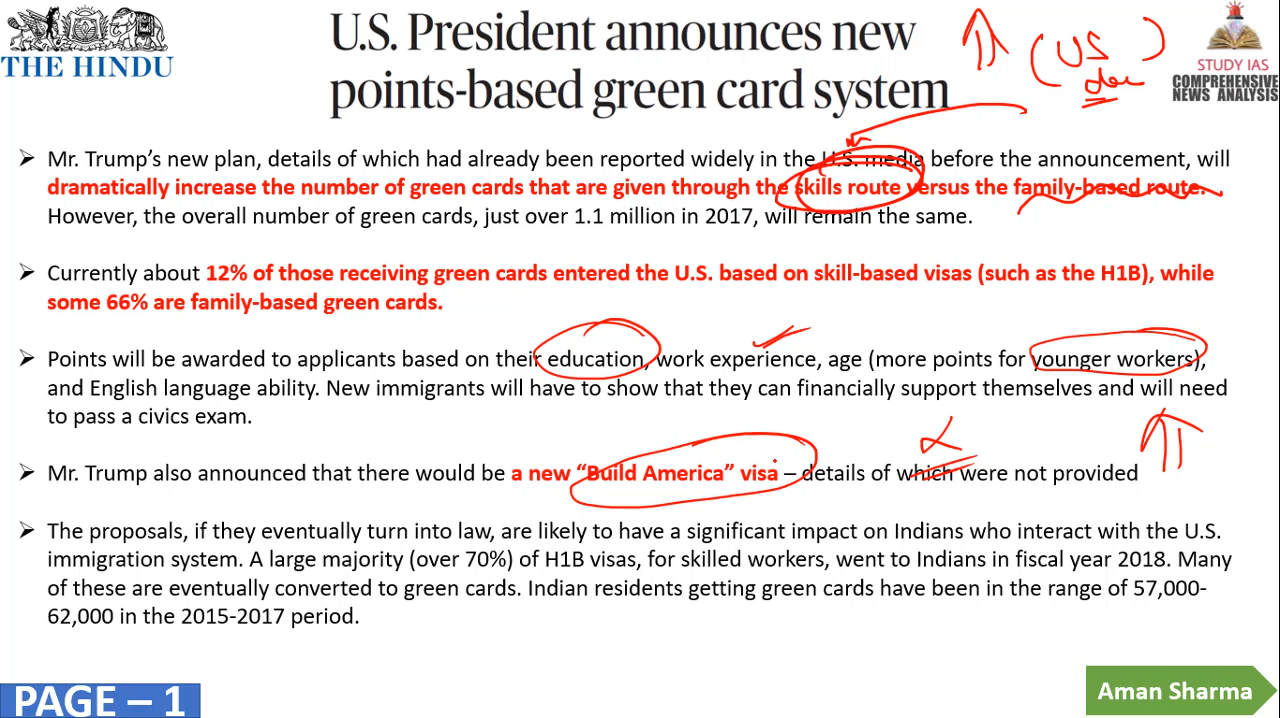 THE HINDU
U.S. President announces new
points-based green card system
(US
STUDY IAS
COMPREHENSIVE
NEWS ANALYSIS
Mr. Trump's new plan, details of which had already been reported widely in the U.S. media before the announcement, will
dramatically increase the number of green cards that are given through the skills route versus the family-based route.
However, the overall number of green cards, just over 1.1 million in 2017, will remain the same.
Currently about 12% of those receiving green cards entered the U.S. based on skill-based visas (such as the H1B), while
some 66% are family-based green cards.
Points will be awarded to applicants based on their education, work experience, age (more points for younger workers),
and English language ability. New immigrants will have to show that they can financially support themselves and will need
to pass a civics exam.
Mr. Trump also announced that there would be a new “Build America” visa – details of which were not provided
The proposals, if they eventually turn into law, are likely to have a significant impact on Indians who interact with the U.S.
immigration system. A large majority (over 70%) of H1B visas, for skilled workers, went to Indians in fiscal year 2018. Many
of these are eventually converted to green cards. Indian residents getting green cards have been in the range of 57,000-
62,000 in the 2015-2017 period.
PAGE – 1
Aman Sharma